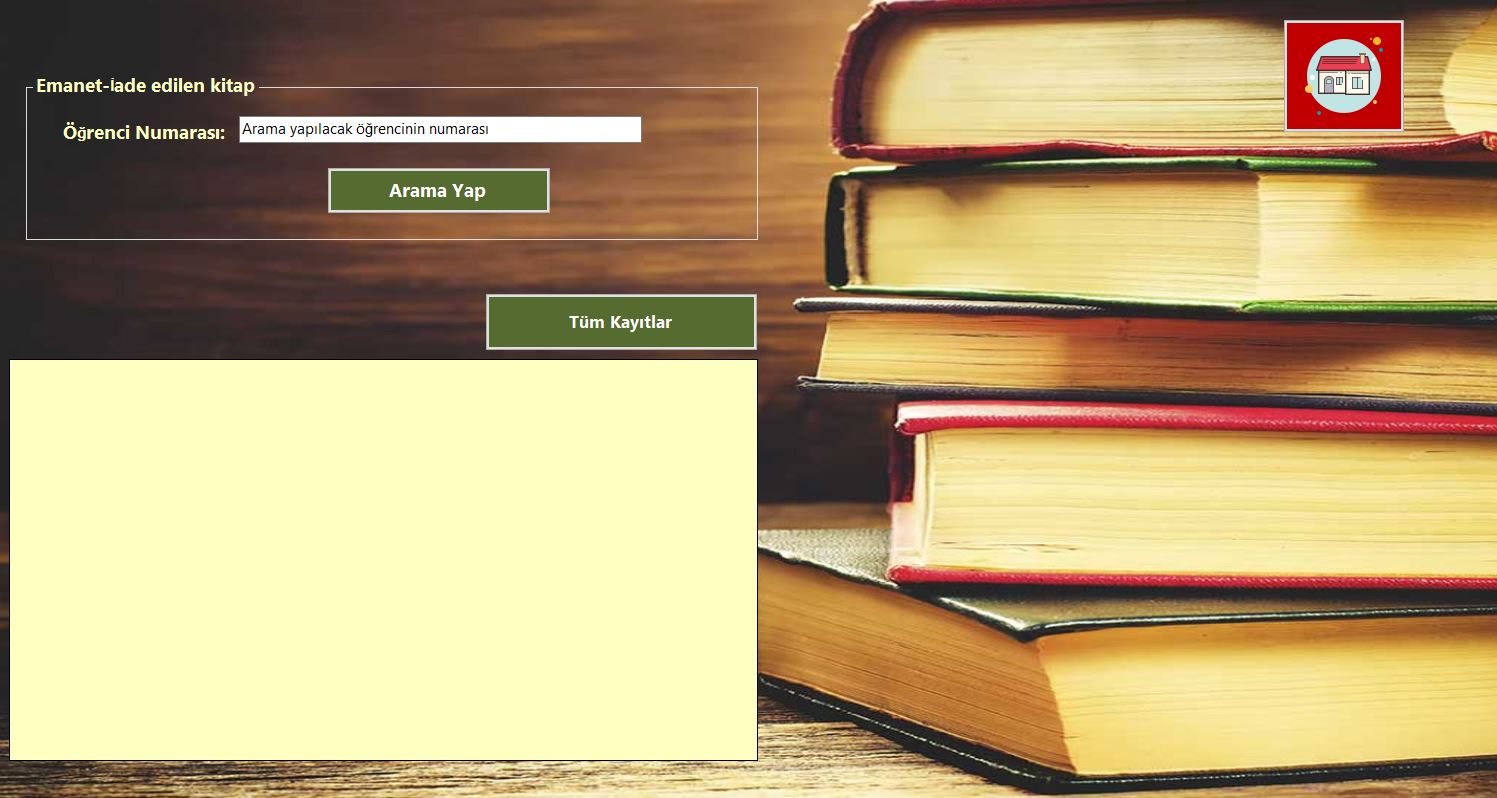 Emanet-İade edilen kitap
Öğrenci Numarası: Arama yapılacak öğrencinin numarası
Arama Yap
Tüm Kayıtlar